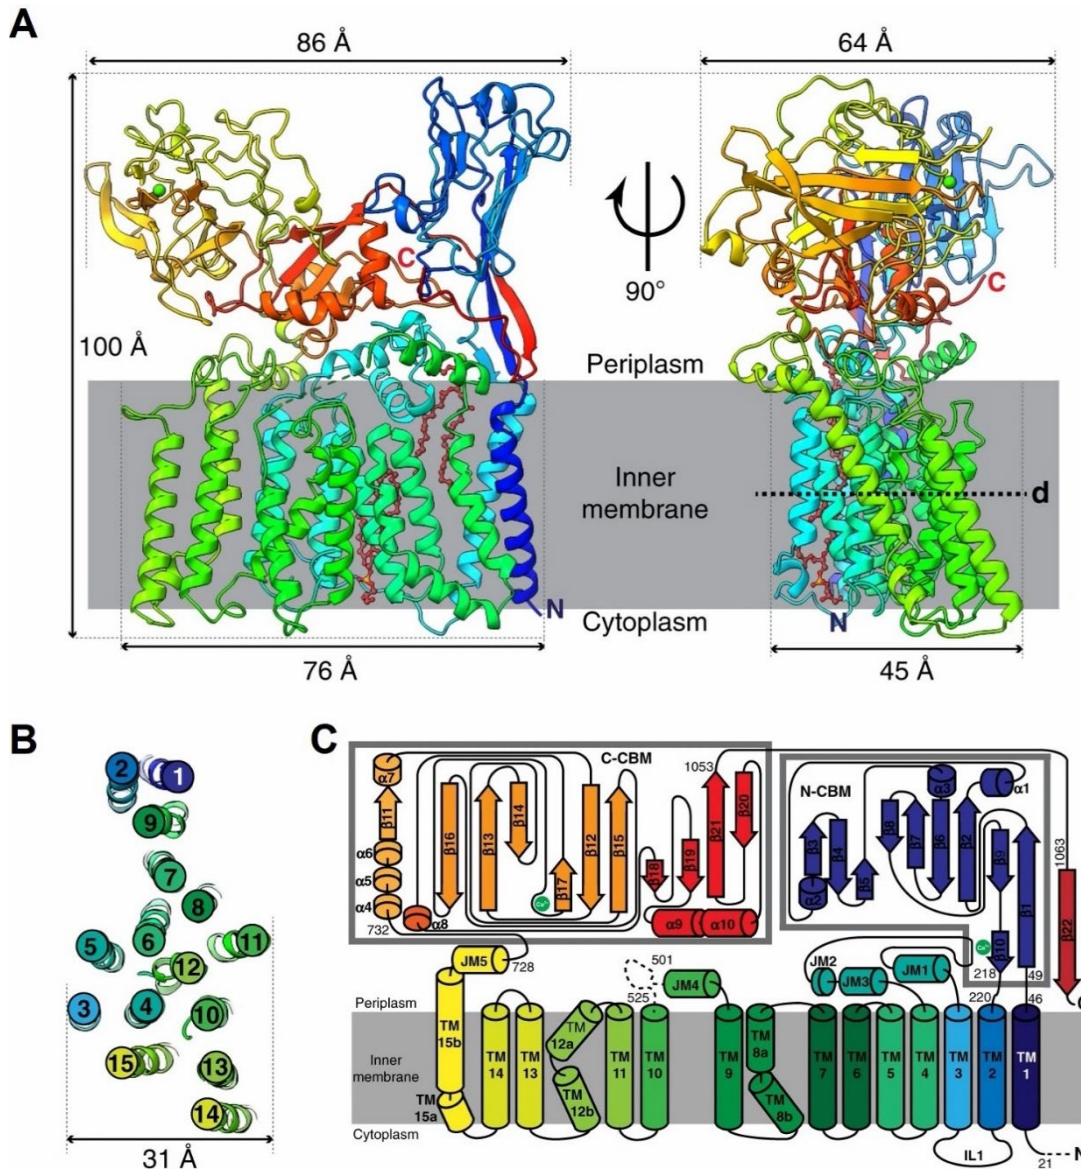 A
86 Å
64 Å
C
90°
C
100 Å
Periplasm
Inner
membrane
d
N
Cytoplasm
N
76 Å
45 Å
B
2
1
9
7
8
5
6
11
12
3
4
10
15
13
14
31 Å
C
C-CBM
1053
N-CBM
1063
α7
β11
α6
α5
α4
732
β16
β13
β14
β17
Ca²⁺
β12
β15
α8
β18
β19
β21
β20
α9
α10
β3
β4
α2
β5
β8
β7
α3
β6
β2
α1
β9
β1
β10
Ca²⁺
218
49
β22
JM5
728
501
525
JM4
JM2
JM3
JM1
220
46
C
Periplasm
Inner
membrane
Cytoplasm
TM
15b
TM
15a
TM
14
TM
13
TM
12a
TM
12b
TM
11
TM
10
TM
9
TM
8a
TM
8b
TM
7
TM
6
TM
5
TM
4
TM
3
TM
2
TM
1
IL1
21
N